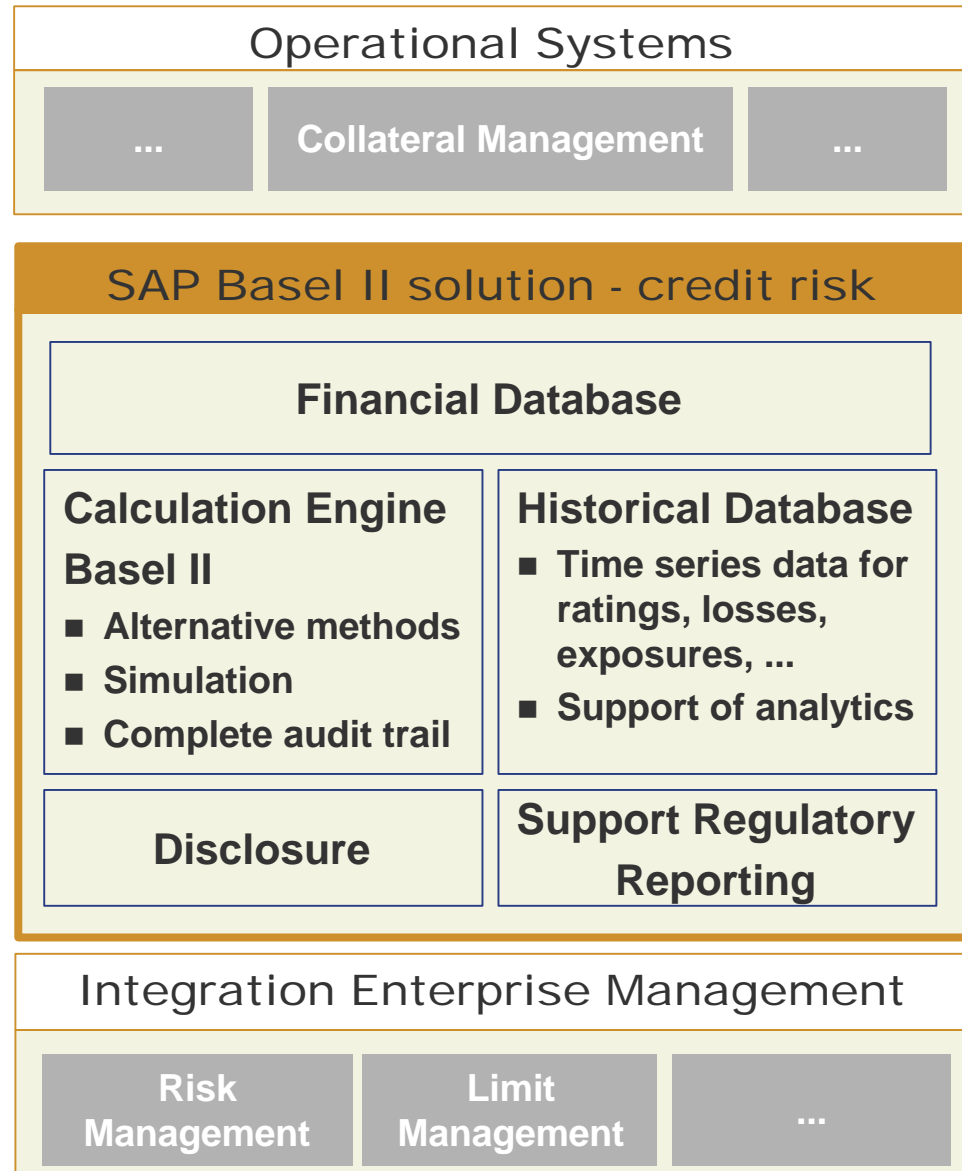 Operational Systems
... Collateral Management ...
SAP Basel II solution - credit risk
Financial Database
Calculation Engine
Basel II
■ Alternative methods
■ Simulation
■ Complete audit trail
Historical Database
■ Time series data for
ratings, losses,
exposures, ...
■ Support of analytics
Disclosure
Support Regulatory
Reporting
Integration Enterprise Management
Risk
Management
Limit
Management
...